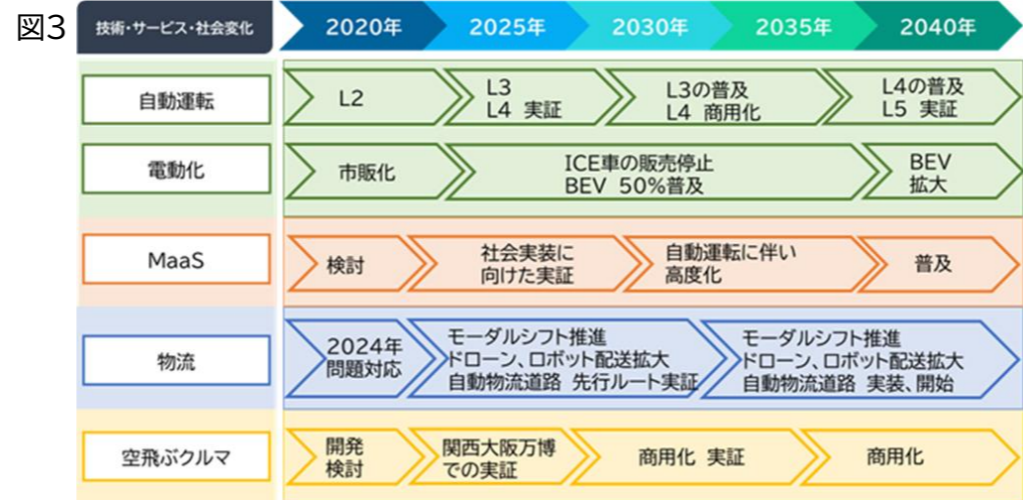 図3
技術・サービス・社会変化
2020年
2025年
2030年
2035年
2040年
自動運転
L2
L3
L4 実証
L3の普及
L4 商用化
L4の普及
L5 実証
電動化
市販化
ICE車の販売停止
BEV 50%普及
BEV
拡大
MaaS
検討
社会実装に
向けた実証
自動運転に伴い
高度化
普及
物流
2024年
問題対応
モーダルシフト推進
ドローン、ロボット配送拡大
自動物流道路 先行ルート実証
モーダルシフト推進
ドローン、ロボット配送拡大
自動物流道路 実装、開始
空飛ぶクルマ
開発
検討
関西大阪万博
での実証
商用化 実証
商用化